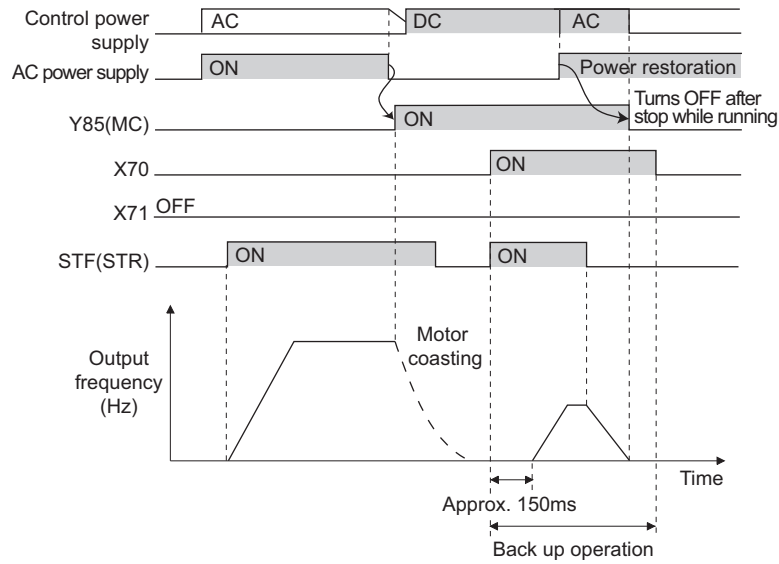 Control power
supply
AC
DC
AC
AC power supply
ON
Power restoration
Y85(MC)
ON
Turns OFF after
stop while running
X70
ON
X71
OFF
STF(STR)
ON
ON
Output
frequency
(Hz)
Motor
coasting
Time
Approx. 150ms
Back up operation